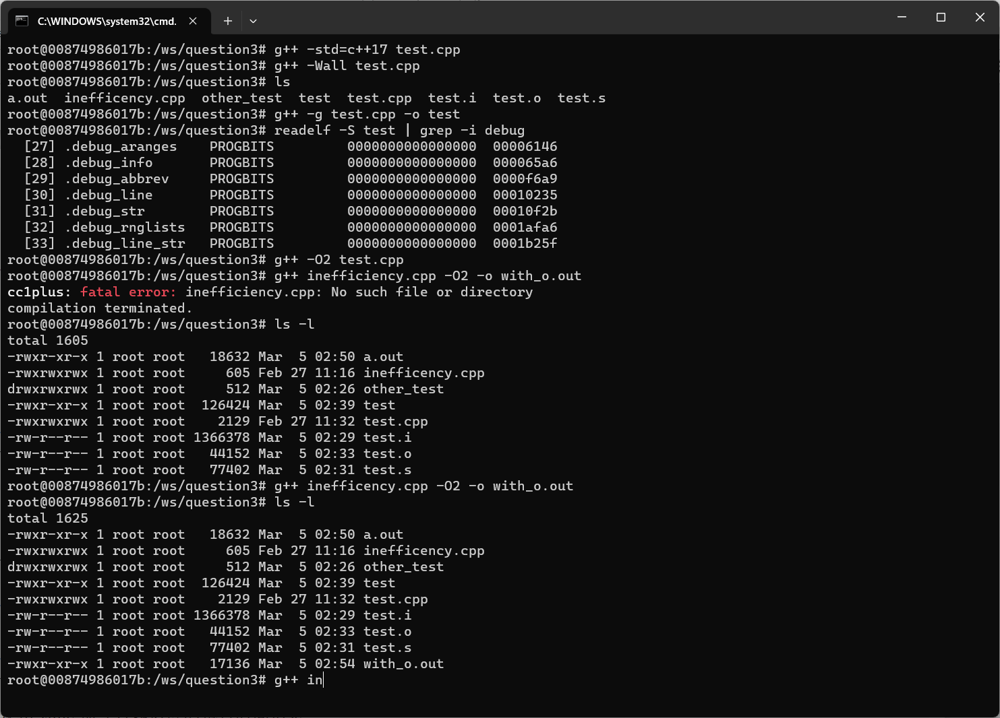 C:\WINDOWS\system32\cmd.
root@00874986017b:/ws/question3# g++ -std=c++17 test.cpp
root@00874986017b:/ws/question3# g++ -Wall test.cpp
root@00874986017b:/ws/question3# ls
a.out  inefficency.cpp  other_test  test  test.cpp  test.i  test.o  test.s
root@00874986017b:/ws/question3# g++ -g test.cpp -o test
root@00874986017b:/ws/question3# readelf -S test | grep -i debug
  [27] .debug_aranges    PROGBITS         0000000000000000  00006146
  [28] .debug_info       PROGBITS         0000000000000000  000065a6
  [29] .debug_abbrev     PROGBITS         0000000000000000  0000f6a9
  [30] .debug_line       PROGBITS         0000000000000000  00010235
  [31] .debug_str        PROGBITS         0000000000000000  00010f2b
  [32] .debug_rnglists   PROGBITS         0000000000000000  0001afa6
  [33] .debug_line_str   PROGBITS         0000000000000000  0001b25f
root@00874986017b:/ws/question3# g++ -O2 test.cpp
root@00874986017b:/ws/question3# g++ inefficiency.cpp -O2 -o with_o.out
cc1plus: fatal error: inefficiency.cpp: No such file or directory
compilation terminated.
root@00874986017b:/ws/question3# ls -l
total 1605
-rwxr-xr-x 1 root root   18632 Mar  5 02:50 a.out
-rwxrwxrwx 1 root root     605 Feb 27 11:16 inefficency.cpp
drwxrwxrwx 1 root root     512 Mar  5 02:26 other_test
-rwxr-xr-x 1 root root  126424 Mar  5 02:39 test
-rwxrwxrwx 1 root root    2129 Feb 27 11:32 test.cpp
-rw-r--r-- 1 root root 1366378 Mar  5 02:29 test.i
-rw-r--r-- 1 root root   44152 Mar  5 02:33 test.o
-rw-r--r-- 1 root root   77402 Mar  5 02:31 test.s
root@00874986017b:/ws/question3# g++ inefficency.cpp -O2 -o with_o.out
root@00874986017b:/ws/question3# ls -l
total 1625
-rwxr-xr-x 1 root root   18632 Mar  5 02:50 a.out
-rwxrwxrwx 1 root root     605 Feb 27 11:16 inefficency.cpp
drwxrwxrwx 1 root root     512 Mar  5 02:26 other_test
-rwxr-xr-x 1 root root  126424 Mar  5 02:39 test
-rwxrwxrwx 1 root root    2129 Feb 27 11:32 test.cpp
-rw-r--r-- 1 root root 1366378 Mar  5 02:29 test.i
-rw-r--r-- 1 root root   44152 Mar  5 02:33 test.o
-rw-r--r-- 1 root root   77402 Mar  5 02:31 test.s
-rwxr-xr-x 1 root root   17136 Mar  5 02:54 with_o.out
root@00874986017b:/ws/question3# g++ in